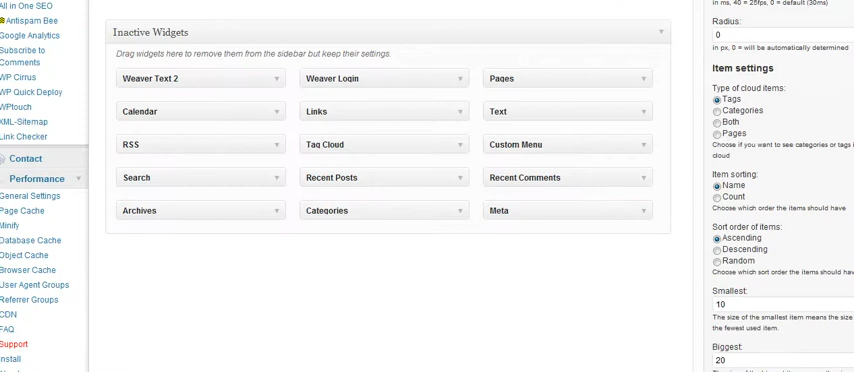 All in One SEO
Antispam Bee
Google Analytics
Subscribe to
Comments
WP Cirrus
WP Quick Deploy
WPtouch
XML-Sitemap
Link Checker
Contact
Performance
General Settings
Page Cache
Minify
Database Cache
Object Cache
Browser Cache
User Agent Groups
Referrer Groups
CDN
FAQ
Support
Install
Inactive Widgets
Drag widgets here to remove them from the sidebar but keep their settings.
Weaver Text 2
Weaver Login
Pages
Calendar
Links
Text
RSS
Tag Cloud
Custom Menu
Search
Recent Posts
Recent Comments
Archives
Categories
Meta
in ms, 40 = 25fps, 0 = default (30ms)
Radius:
0
in px, 0 = will be automatically determined
Item settings
Type of cloud items:
Tags
Categories
Both
Pages
Choose if you want to see categories or tags i
cloud
Item sorting:
Name
Count
Choose which order the items should have
Sort order of items:
Ascending
Descending
Random
Choose which sort order the items should hav
Smallest:
10
The size of the smallest item means the size
the fewest used item.
Biggest:
20